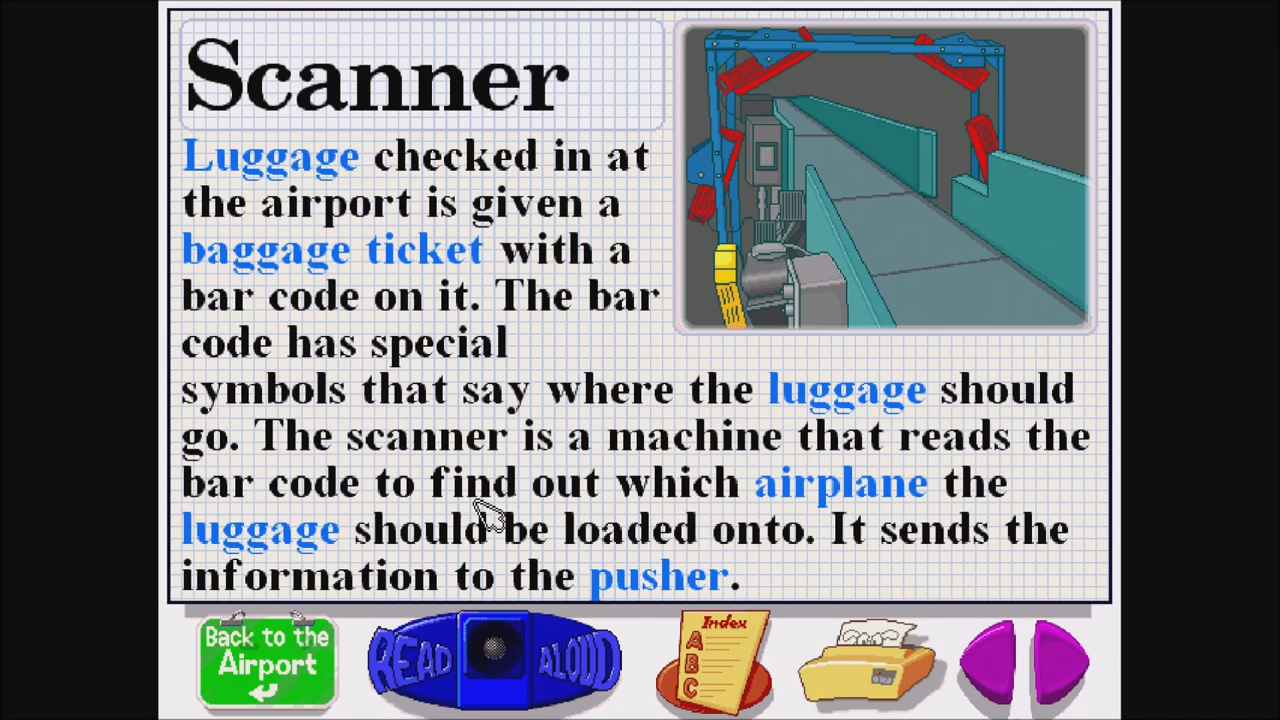 Scanner
Luggage checked in at
the airport is given a
baggage ticket with a
bar code on it. The bar
code has special
symbols that say where the luggage should
go. The scanner is a machine that reads the
bar code to find out which airplane the
luggage should be loaded onto. It sends the
information to the pusher.
Back to the
Airport
READ ALOUD
Index
A
B
C